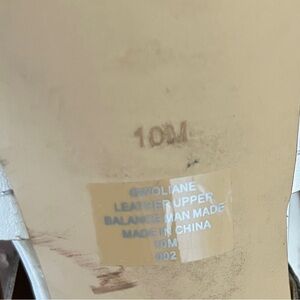 10M
GWOLIANE
LEATHER UPPER
BALANCE MAN MADE
MADE IN CHINA
10M
002